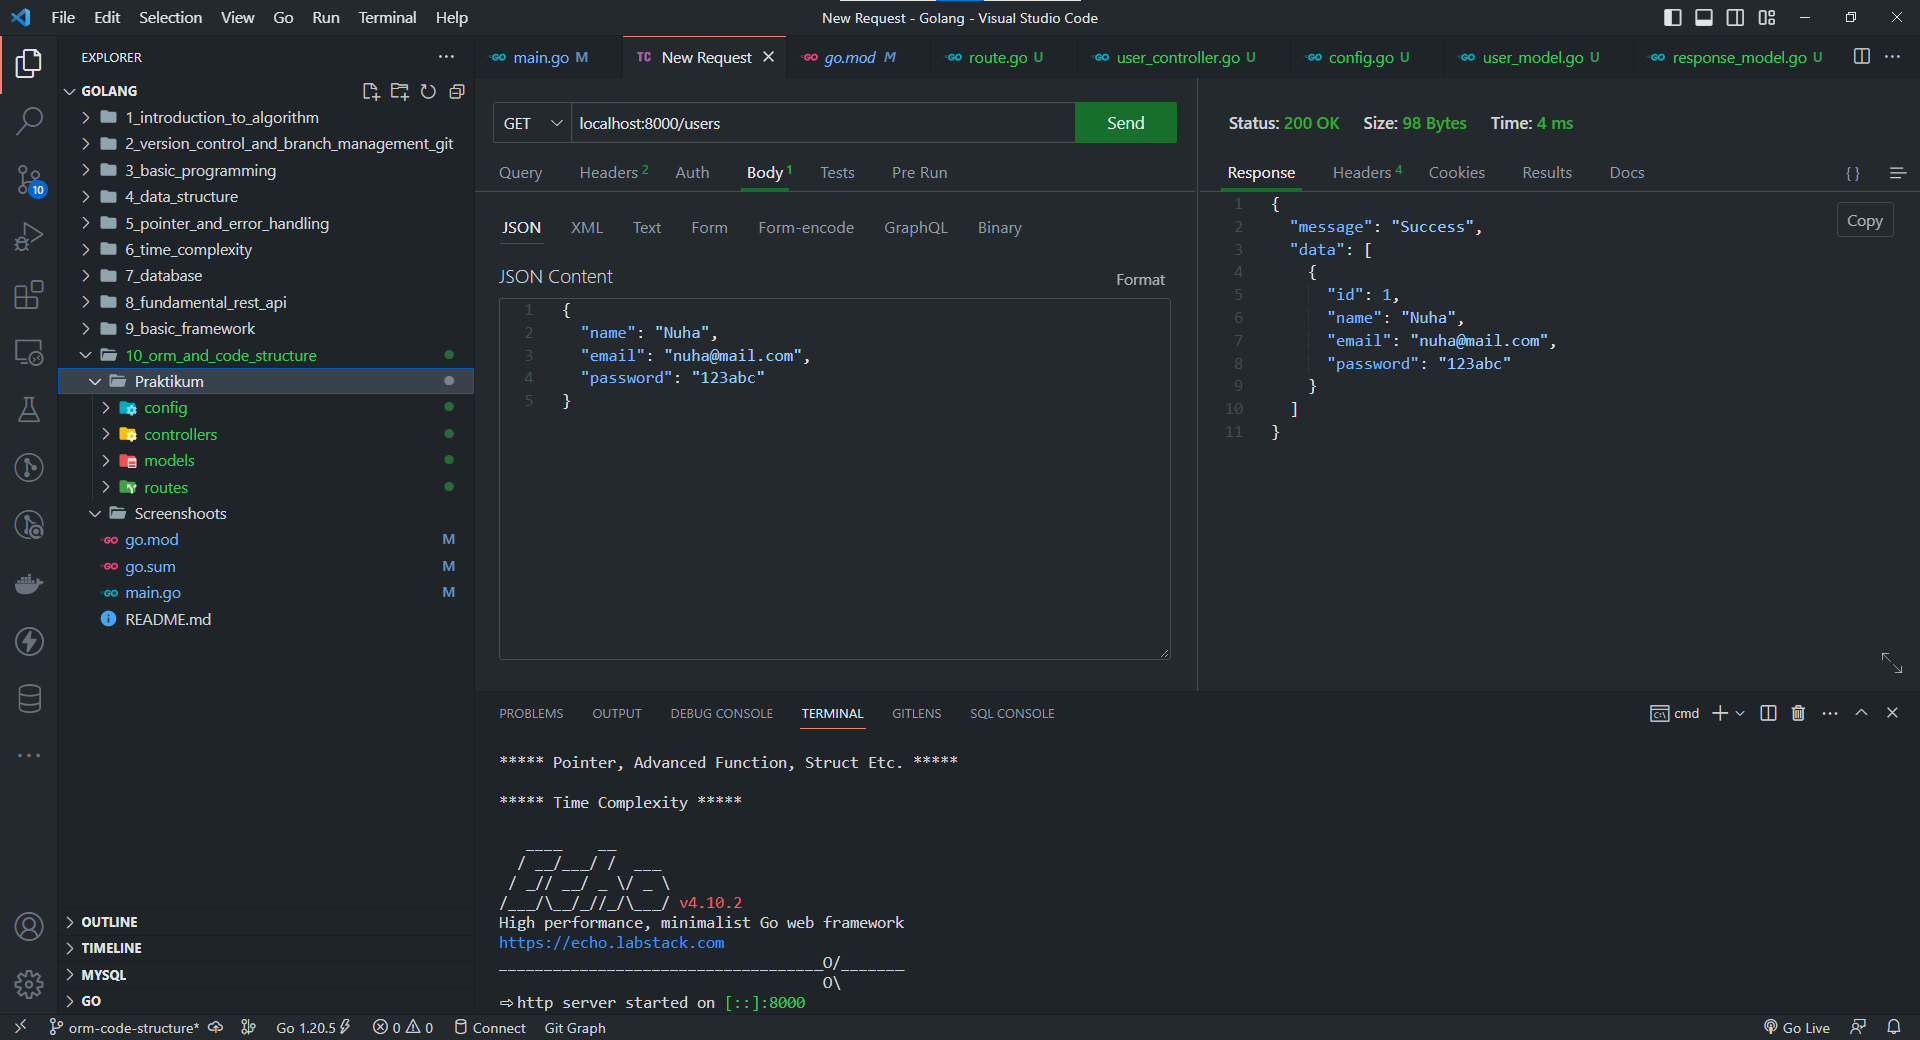 File Edit Selection View Go Run Terminal Help
New Request - Golang - Visual Studio Code
EXPLORER
GOLANG
1_introduction_to_algorithm
2_version_control_and_branch_management_git
3_basic_programming
4_data_structure
5_pointer_and_error_handling
6_time_complexity
7_database
8_fundamental_rest_api
9_basic_framework
10_orm_and_code_structure
Praktikum
config
controllers
models
routes
Screenshoots
go.mod M
go.sum M
main.go M
README.md
OUTLINE
TIMELINE
MYSQL
GO
10
main.go M
TC New Request
go.mod M
route.go U
user_controller.go U
config.go U
user_model.go U
response_model.go U
GET localhost:8000/users Send
Query Headers 2 Auth Body 1 Tests Pre Run
JSON XML Text Form Form-encode GraphQL Binary
JSON Content Format
1 {
2 "name": "Nuha",
3 "email": "nuha@mail.com",
4 "password": "123abc"
5 }
Status: 200 OK Size: 98 Bytes Time: 4 ms
Response Headers 4 Cookies Results Docs { }
Copy
1 {
2 "message": "Success",
3 "data": [
4 {
5 "id": 1,
6 "name": "Nuha",
7 "email": "nuha@mail.com",
8 "password": "123abc"
9 }
10 ]
11 }
PROBLEMS OUTPUT DEBUG CONSOLE TERMINAL GITLENS SQL CONSOLE
cmd
***** Pointer, Advanced Function, Struct Etc. *****
***** Time Complexity *****
   ____    __
  / __/___/ /  ___
 / _// __/ _ \/ _ \
/___/\__/_//_/\___/ v4.10.2
High performance, minimalist Go web framework
https://echo.labstack.com
____________________________________O/_______
                                    O\
⇨ http server started on [::]:8000
orm-code-structure* Go 1.20.5 0 0 Connect Git Graph Go Live